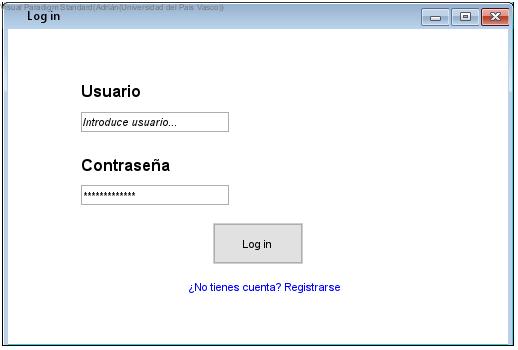 Visual Paradigm Standard(Adrián(Universidad del País Vasco))
Log in
Usuario
Introduce usuario...
Contraseña
*************
Log in
¿No tienes cuenta? Registrarse